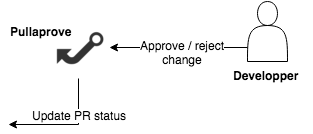 Pullaprove
Approve / reject
change
Developper
Update PR status